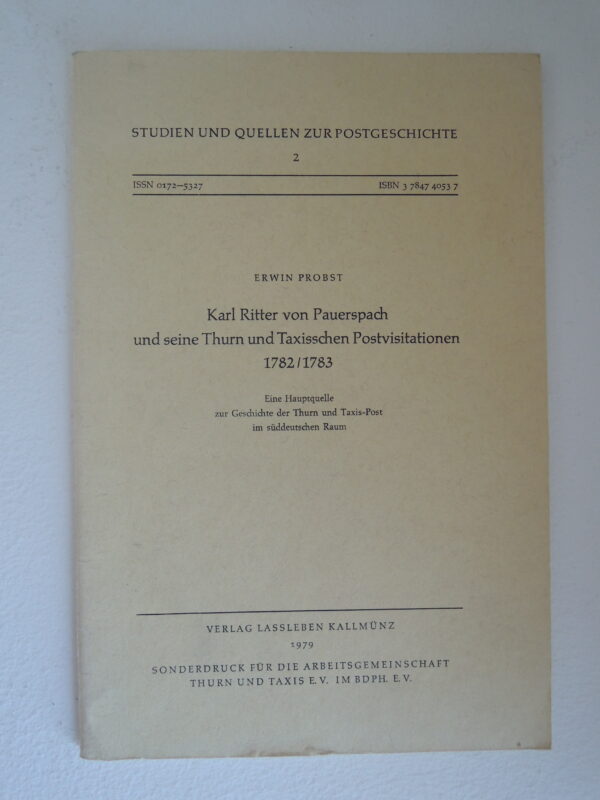 STUDIEN UND QUELLEN ZUR POSTGESCHICHTE
2
ISSN 0172–5327 ISBN 3 7847 4053 7
ERWIN PROBST
Karl Ritter von Pauerspach
und seine Thurn und Taxisschen Postvisitationen
1782/1783
Eine Hauptquelle
zur Geschichte der Thurn und Taxis-Post
im süddeutschen Raum
VERLAG LASSLEBEN KALLMÜNZ
1979
SONDERDRUCK FÜR DIE ARBEITSGEMEINSCHAFT
THURN UND TAXIS E.V. IM BDPH. E.V.